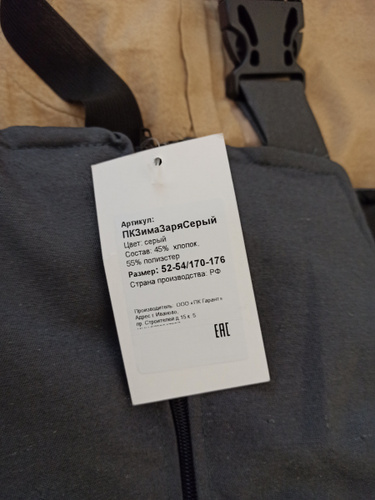 Артикул:
ПКЗимаЗаряСерый
Цвет: серый
Состав: 45% хлопок,
55% полиэстер
Размер: 52-54/170-176
Страна производства: РФ
Производитель: ООО «ПК Гарант»
Адрес: г.Иваново,
пр. Строителей д.15 к. 5
ЕАС